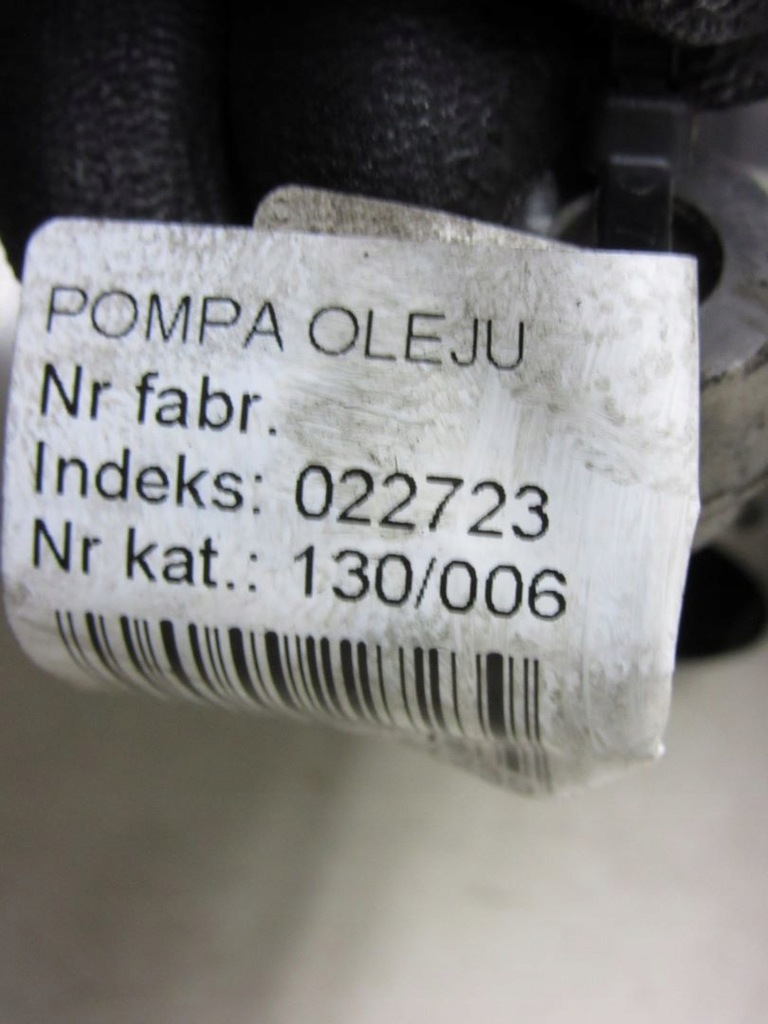 POMPA OLEJU
Nr fabr.
Indeks: 022723
Nr kat.: 130/006